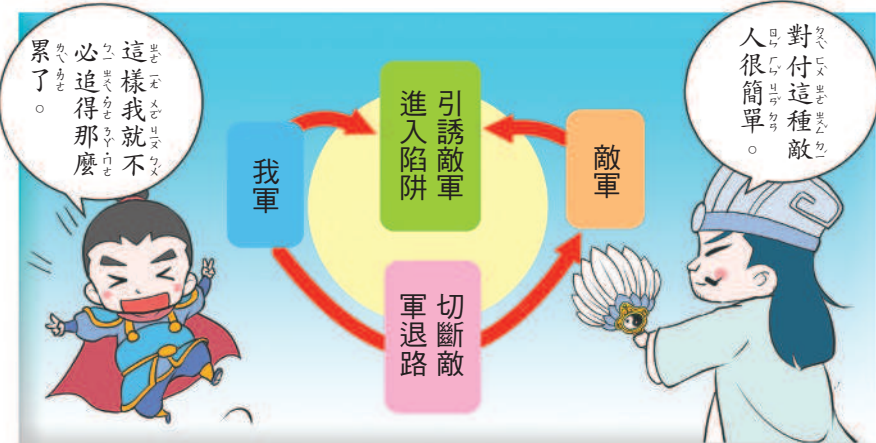 對付這種敵
人很簡單。
敵軍
引誘敵軍
進入陷阱
切斷敵
軍退路
我軍
這樣我就不
必追得那麼
累了。